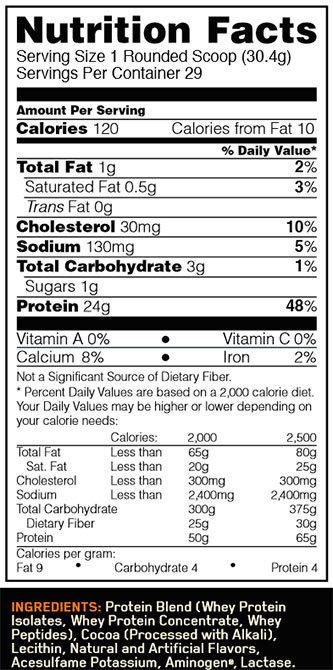 Nutrition Facts
Serving Size 1 Rounded Scoop (30.4g)
Servings Per Container 29
Amount Per Serving
Calories 120 Calories from Fat 10
% Daily Value*
Total Fat 1g 2%
Saturated Fat 0.5g 3%
Trans Fat 0g
Cholesterol 30mg 10%
Sodium 130mg 5%
Total Carbohydrate 3g 1%
Sugars 1g
Protein 24g 48%
Vitamin A 0% • Vitamin C 0%
Calcium 8% • Iron 2%
Not a Significant Source of Dietary Fiber.
* Percent Daily Values are based on a 2,000 calorie diet.
Your Daily Values may be higher or lower depending on
your calorie needs:
Calories: 2,000 2,500
Total Fat Less than 65g 80g
Sat. Fat Less than 20g 25g
Cholesterol Less than 300mg 300mg
Sodium Less than 2,400mg 2,400mg
Total Carbohydrate 300g 375g
Dietary Fiber 25g 30g
Protein 50g 65g
Calories per gram:
Fat 9 • Carbohydrate 4 • Protein 4
INGREDIENTS: Protein Blend (Whey Protein
Isolates, Whey Protein Concentrate, Whey
Peptides), Cocoa (Processed with Alkali),
Lecithin, Natural and Artificial Flavors,
Acesulfame Potassium, Aminogen®, Lactase.